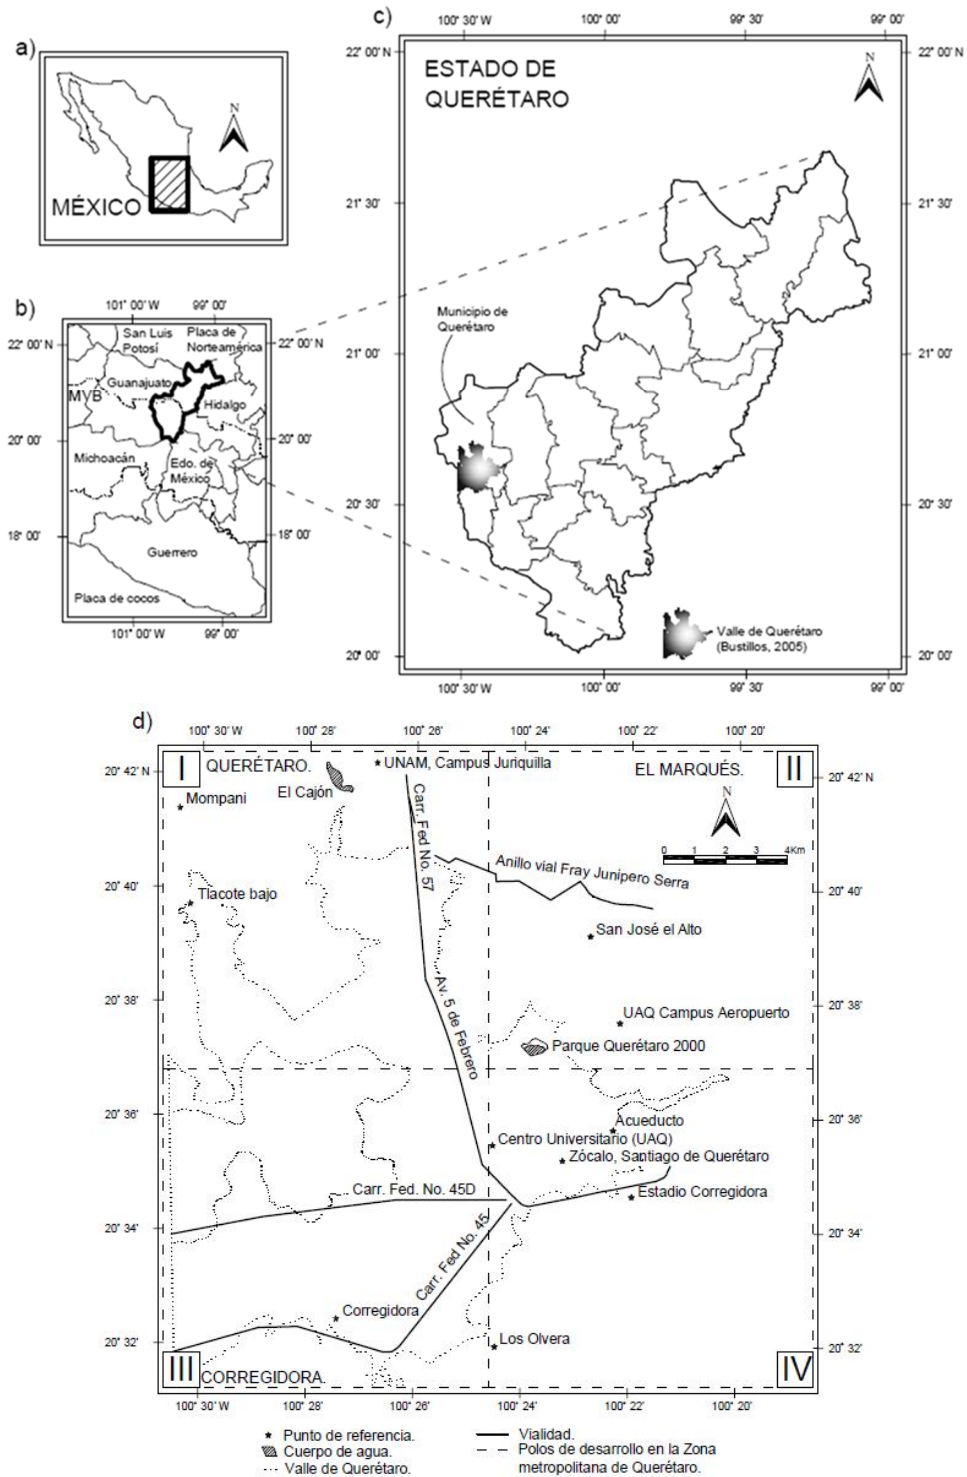 a)
N
MÉXICO
b)
101° 00' W
99° 00'
22° 00' N
22° 00'
San Luis
Potosí
Placa de
Norteamérica
Guanajuato
MVB
Hidalgo
20° 00'
20° 00'
Michoacán
Edo. de
México
18° 00'
18° 00'
Guerrero
Placa de cocos
101° 00' W
99° 00'
c)
100° 30' W
100° 00'
99° 30'
99° 00'
22° 00' N
22° 00' N
ESTADO DE
QUERÉTARO
N
21° 30'
21° 30'
Municipio de
Querétaro
21° 00'
21° 00'
20° 30'
20° 30'
Valle de Querétaro
(Bustillos, 2005)
20° 00'
20° 00'
100° 30' W
100° 00'
99° 30'
99° 00'
d)
100° 30' W
100° 28'
100° 26'
100° 24'
100° 22'
100° 20'
20° 42' N
20° 42' N
I
QUERÉTARO.
UNAM, Campus Juriquilla
EL MARQUÉS.
II
El Cajón
Mompani
N
Carr. Fed No. 57
0 1 2 3 4Km
Anillo vial Fray Junipero Serra
20° 40'
20° 40'
Tlacote bajo
San José el Alto
20° 38'
20° 38'
Av. 5 de Febrero
UAQ Campus Aeropuerto
Parque Querétaro 2000
20° 36'
20° 36'
Acueducto
Centro Universitario (UAQ)
Zócalo, Santiago de Querétaro
Carr. Fed. No. 45D
Estadio Corregidora
20° 34'
20° 34'
Carr. Fed No. 45
Corregidora
20° 32'
20° 32'
Los Olvera
III
CORREGIDORA.
IV
100° 30' W
100° 28'
100° 26'
100° 24'
100° 22'
100° 20'
Punto de referencia.
Cuerpo de agua.
Valle de Querétaro.
Vialidad.
Polos de desarrollo en la Zona
metropolitana de Querétaro.